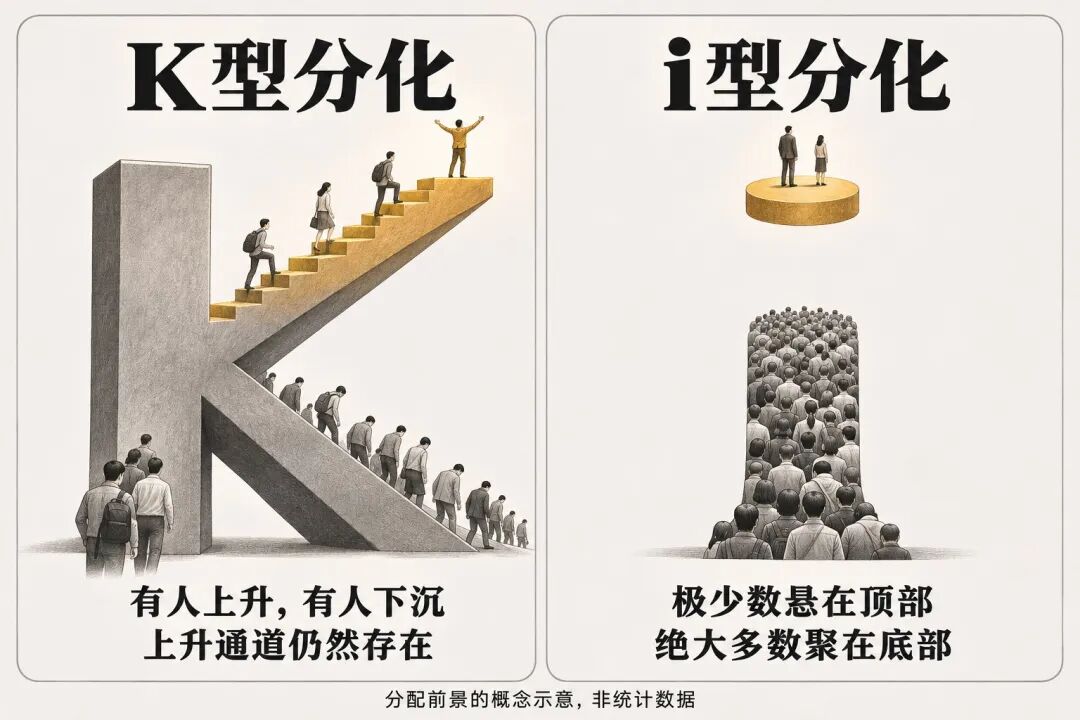 K型分化
有人上升，有人下沉
上升通道仍然存在
i型分化
极少数悬在顶部
绝大多数聚在底部
分配前景的概念示意，非统计数据